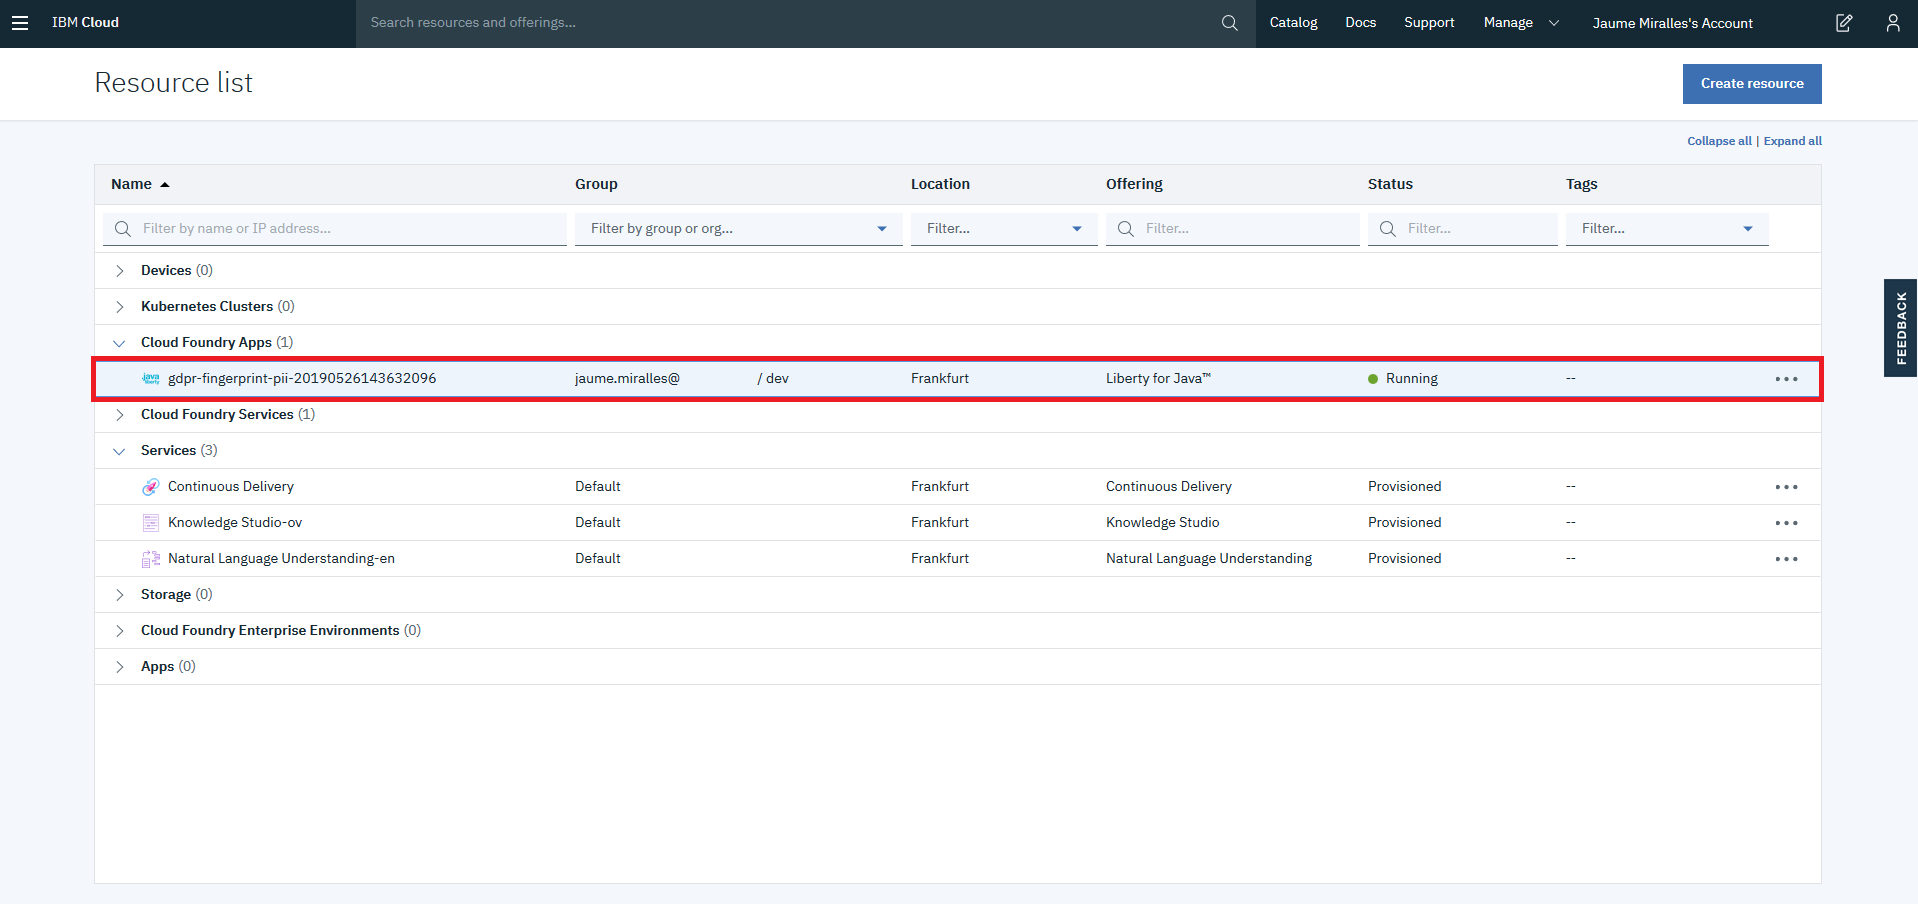 IBM Cloud
Search resources and offerings...
Catalog Docs Support Manage Jaume Miralles's Account
Resource list
Create resource
Collapse all | Expand all
Name Group Location Offering Status Tags
Filter by name or IP address... Filter by group or org... Filter... Filter... Filter... Filter...
Devices (0)
Kubernetes Clusters (0)
Cloud Foundry Apps (1)
java liberty gdpr-fingerprint-pii-20190526143632096 jaume.miralles@ / dev Frankfurt Liberty for Java™ Running --
Cloud Foundry Services (1)
Services (3)
Continuous Delivery Default Frankfurt Continuous Delivery Provisioned --
Knowledge Studio-ov Default Frankfurt Knowledge Studio Provisioned --
Natural Language Understanding-en Default Frankfurt Natural Language Understanding Provisioned --
Storage (0)
Cloud Foundry Enterprise Environments (0)
Apps (0)
FEEDBACK